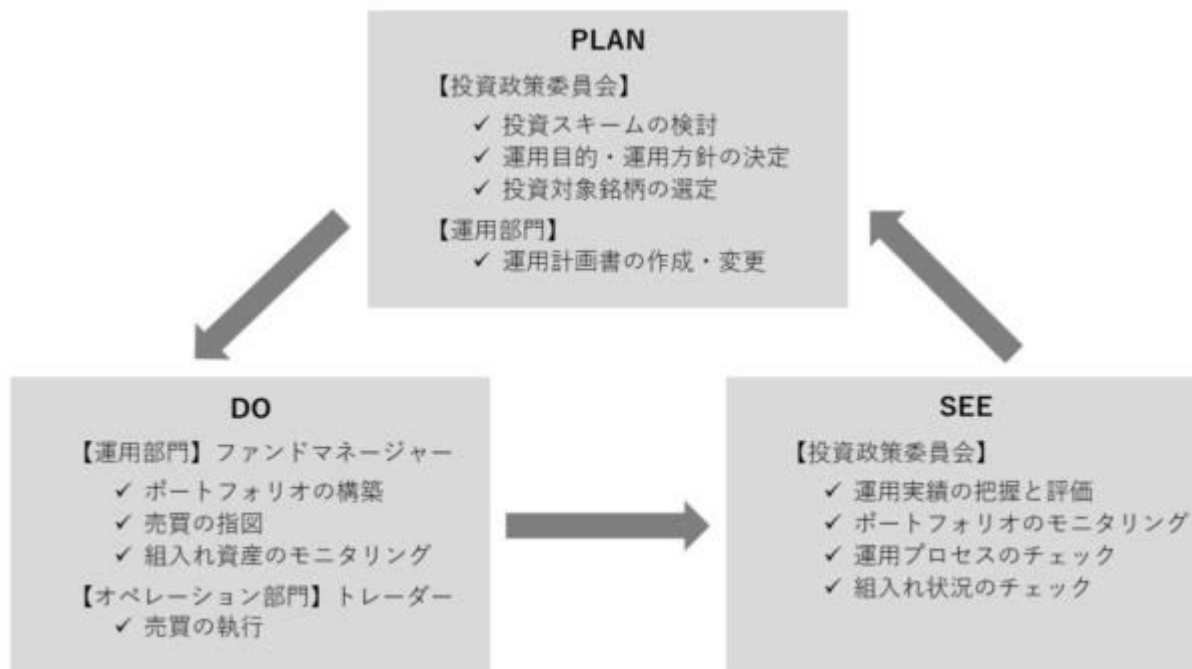 PLAN
【投資政策委員会】
✓ 投資スキームの検討
✓ 運用目的・運用方針の決定
✓ 投資対象銘柄の選定
【運用部門】
✓ 運用計画書の作成・変更
DO
【運用部門】ファンドマネージャー
✓ ポートフォリオの構築
✓ 売買の指図
✓ 組入れ資産のモニタリング
【オペレーション部門】トレーダー
✓ 売買の執行
SEE
【投資政策委員会】
✓ 運用実績の把握と評価
✓ ポートフォリオのモニタリング
✓ 運用プロセスのチェック
✓ 組入れ状況のチェック